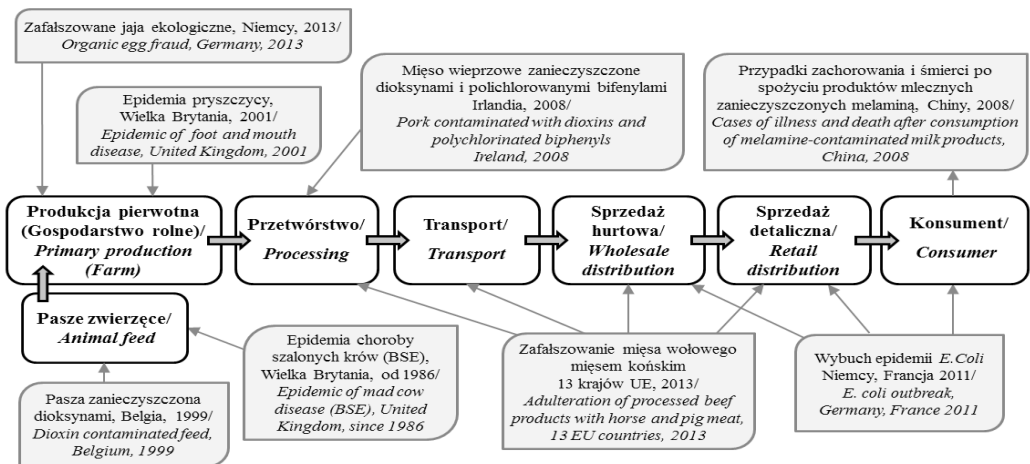 Zafałszowane jaja ekologiczne, Niemcy, 2013/
Organic egg fraud, Germany, 2013
Epidemia pryszczycy,
Wielka Brytania, 2001/
Epidemic of foot and mouth
disease, United Kingdom, 2001
Mięso wieprzowe zanieczyszczone
dioksynami i polichlorowanymi bifenylami
Irlandia, 2008/
Pork contaminated with dioxins and
polychlorinated biphenyls
Ireland, 2008
Przypadki zachorowania i śmierci po
spożyciu produktów mlecznych
zanieczyszczonych melaminą, Chiny, 2008/
Cases of illness and death after consumption
of melamine-contaminated milk products,
China, 2008
Produkcja pierwotna
(Gospodarstwo rolne)/
Primary production
(Farm)
Przetwórstwo/
Processing
Transport/
Transport
Sprzedaż
hurtowa/
Wholesale
distribution
Sprzedaż
detaliczna/
Retail
distribution
Konsument/
Consumer
Pasze zwierzęce/
Animal feed
Pasza zanieczyszczona
dioksynami, Belgia, 1999/
Dioxin contaminated feed,
Belgium, 1999
Epidemia choroby
szalonych krów (BSE),
Wielka Brytania, od 1986/
Epidemic of mad cow
disease (BSE), United
Kingdom, since 1986
Zafałszowanie mięsa wołowego
mięsem końskim
13 krajów UE, 2013/
Adulteration of processed beef
products with horse and pig meat,
13 EU countries, 2013
Wybuch epidemii E.Coli
Niemcy, Francja 2011/
E. coli outbreak,
Germany, France 2011